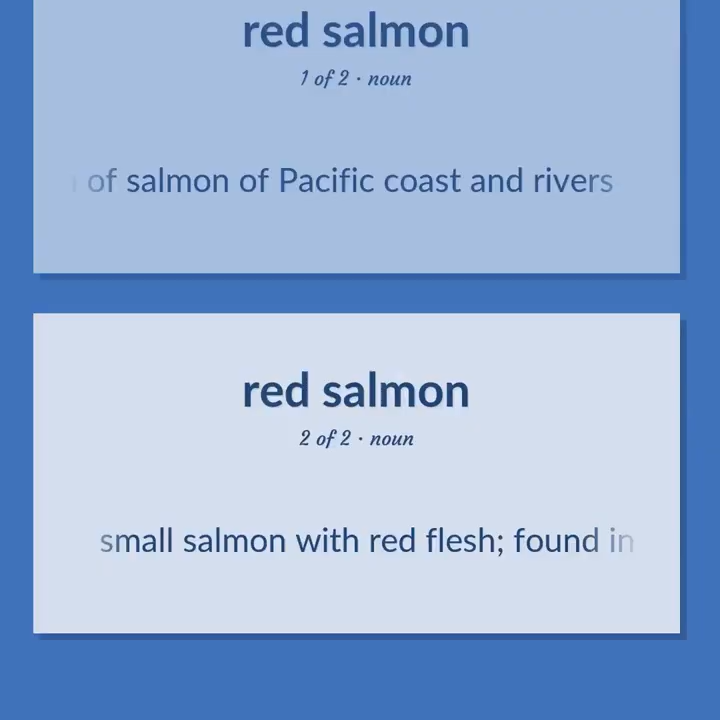 red salmon
1 of 2 · noun
of salmon of Pacific coast and rivers
red salmon
2 of 2 · noun
small salmon with red flesh; found in